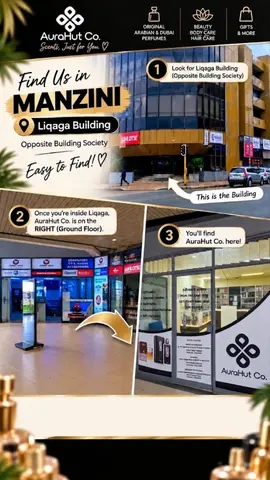 AuraHut Co.
Scents, Just for You ♡
ORIGINAL
ARABIAN & DUBAI
PERFUMES
BEAUTY
BODY CARE
HAIR CARE
GIFTS
& MORE
Find Us in
MANZINI
Liqaga Building
Opposite Building Society
Easy to Find! ♡
1
Look for Liqaga Building
(Opposite Building Society)
This is the Building
2
Once you're inside Liqaga,
AuraHut Co. is on the
RIGHT (Ground Floor).
3
You'll find
AuraHut Co. here!
AuraHut Co.